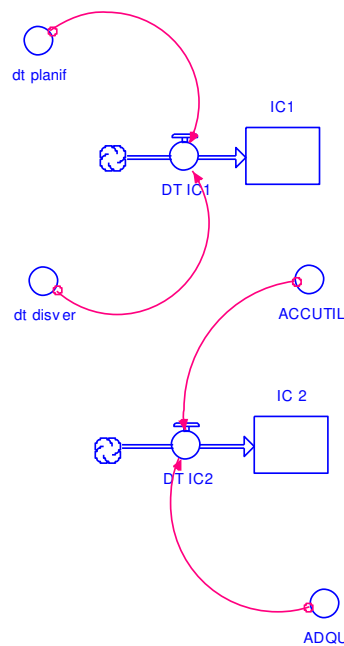 dt planif
IC1
DT IC1
dt disver
ACCUTIL
IC 2
DT IC2
ADQU